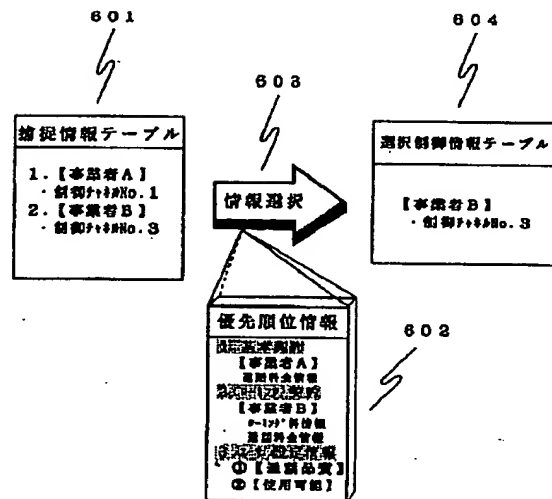 601
604
603
捕捉情報テーブル
1.【事業者A】
・制御チャネルNo.1
2.【事業者B】
・制御チャネルNo.3
情報選択
選択制御情報テーブル
【事業者B】
・制御チャネルNo.3
優先順位情報
【事業者A】
通話料金情報
【事業者B】
ローミング料情報
通話料金情報
①【通話品質】
②【使用可能】
602